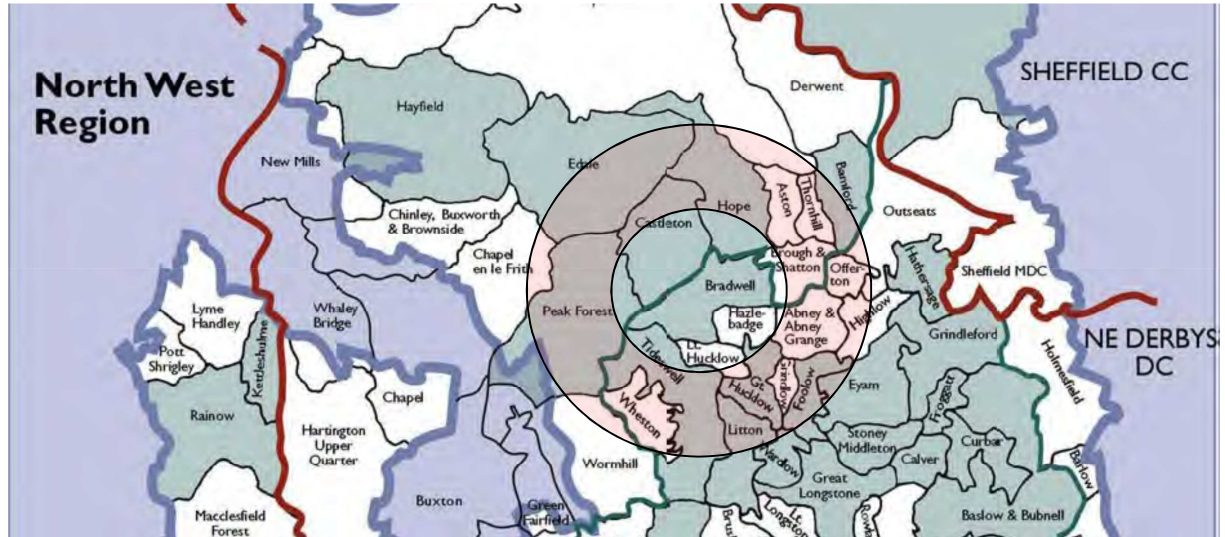 North West
Region
SHEFFIELD CC
Derwent
Hayfield
New Mills
Edale
Bamford
Thornhill
Aston
Hope
Outseats
Chinley, Buxworth
& Brownside
Castleton
Chapel
en le Frith
Brough &
Shatton
Offer-
ton
Hathersage
Sheffield MDC
Bradwell
Lyme
Handley
Whaley
Bridge
Peak Forest
Hazle-
badge
Abney &
Abney
Grange
Highlow
Grindleford
NE DERBYS
DC
Pott
Shrigley
Kettleshulme
Lt.
Hucklow
Tideswell
Holmesfield
Gt.
Hucklow
Grindlow
Foolow
Eyam
Froggatt
Rainow
Chapel
Wheston
Hartington
Upper
Quarter
Litton
Stoney
Middleton
Curbar
Wardlow
Calver
Barlow
Wormhill
Great
Longstone
Buxton
Green
Fairfield
Macclesfield
Forest
Lt.
Longston
Baslow & Bubnell